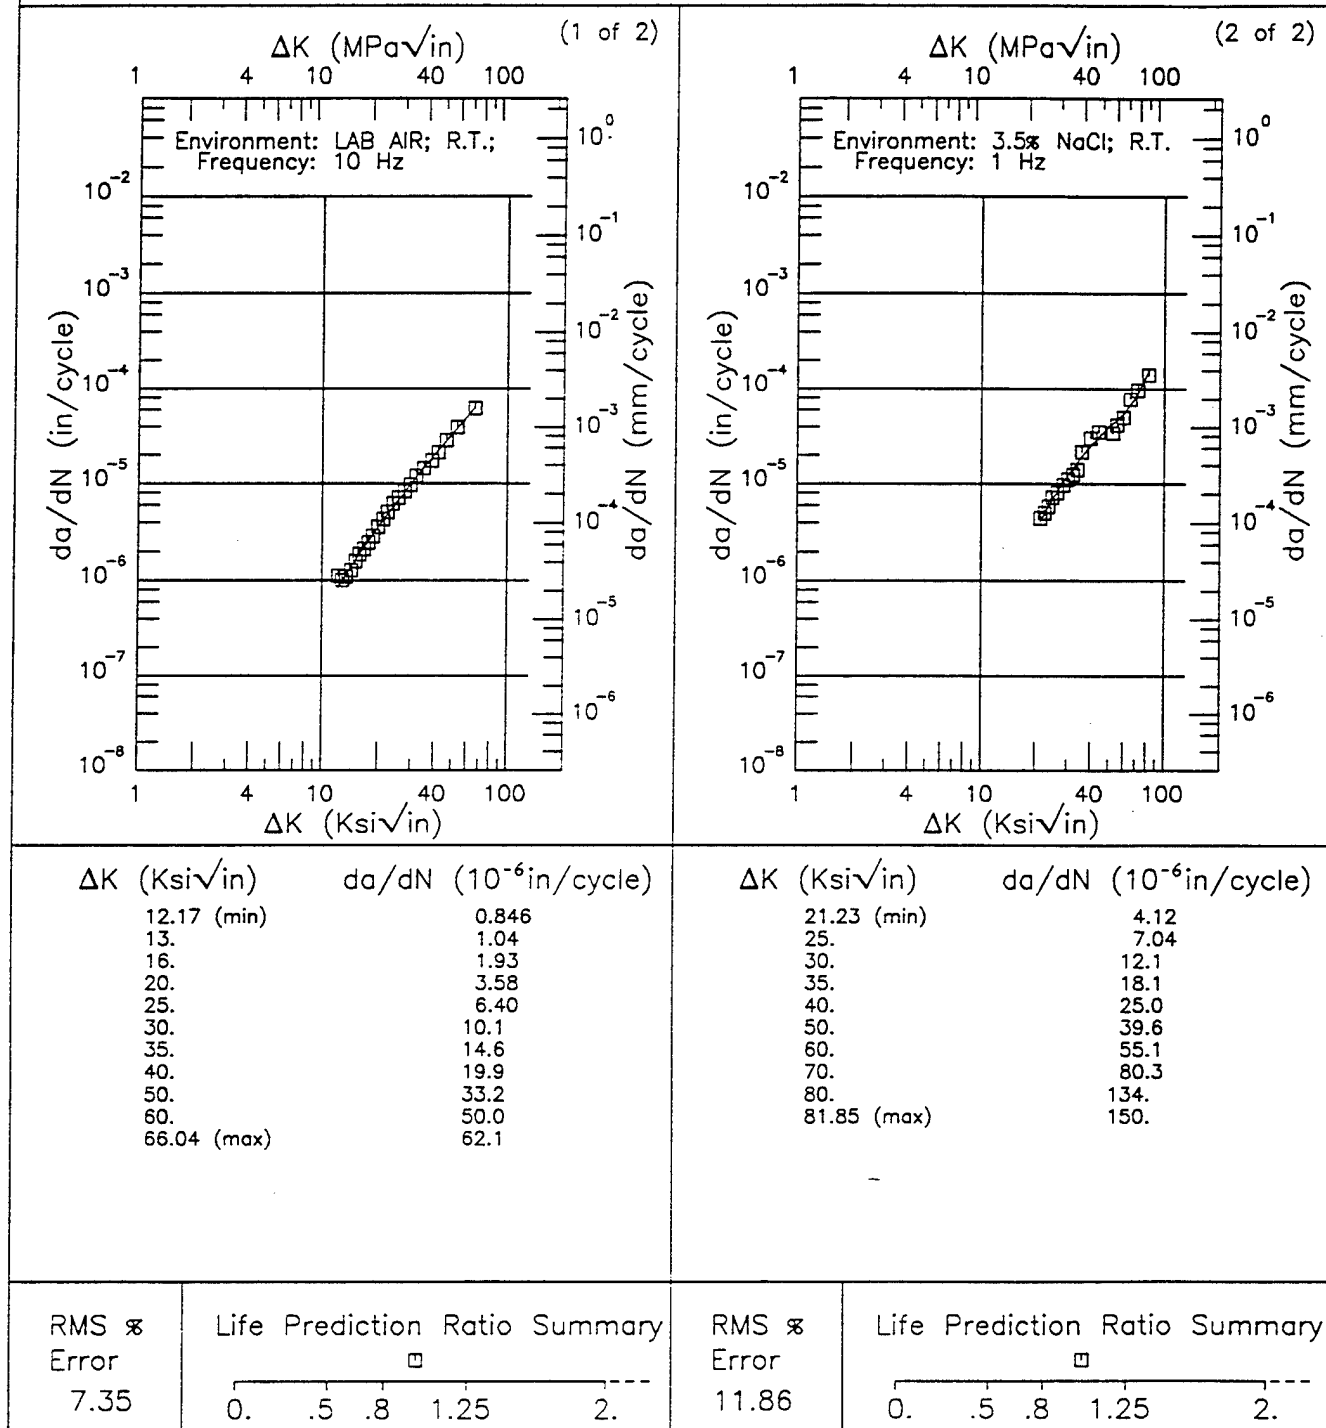 (1 of 2)
ΔK (MPa√in)
1 4 10 40 100
Environment: LAB AIR; R.T.;
Frequency: 10 Hz
da/dN (in/cycle)
10⁻²
10⁻³
10⁻⁴
10⁻⁵
10⁻⁶
10⁻⁷
10⁻⁸
da/dN (mm/cycle)
10⁰
10⁻¹
10⁻²
10⁻³
10⁻⁴
10⁻⁵
10⁻⁶
1 4 10 40 100
ΔK (Ksi√in)
ΔK (Ksi√in) da/dN (10⁻⁶in/cycle)
12.17 (min) 0.846
13. 1.04
16. 1.93
20. 3.58
25. 6.40
30. 10.1
35. 14.6
40. 19.9
50. 33.2
60. 50.0
66.04 (max) 62.1
RMS %
Error
7.35
Life Prediction Ratio Summary
0. .5 .8 1.25 2.
(2 of 2)
ΔK (MPa√in)
1 4 10 40 100
Environment: 3.5% NaCl; R.T.
Frequency: 1 Hz
da/dN (in/cycle)
10⁻²
10⁻³
10⁻⁴
10⁻⁵
10⁻⁶
10⁻⁷
10⁻⁸
da/dN (mm/cycle)
10⁰
10⁻¹
10⁻²
10⁻³
10⁻⁴
10⁻⁵
10⁻⁶
1 4 10 40 100
ΔK (Ksi√in)
ΔK (Ksi√in) da/dN (10⁻⁶in/cycle)
21.23 (min) 4.12
25. 7.04
30. 12.1
35. 18.1
40. 25.0
50. 39.6
60. 55.1
70. 80.3
80. 134.
81.85 (max) 150.
RMS %
Error
11.86
Life Prediction Ratio Summary
0. .5 .8 1.25 2.